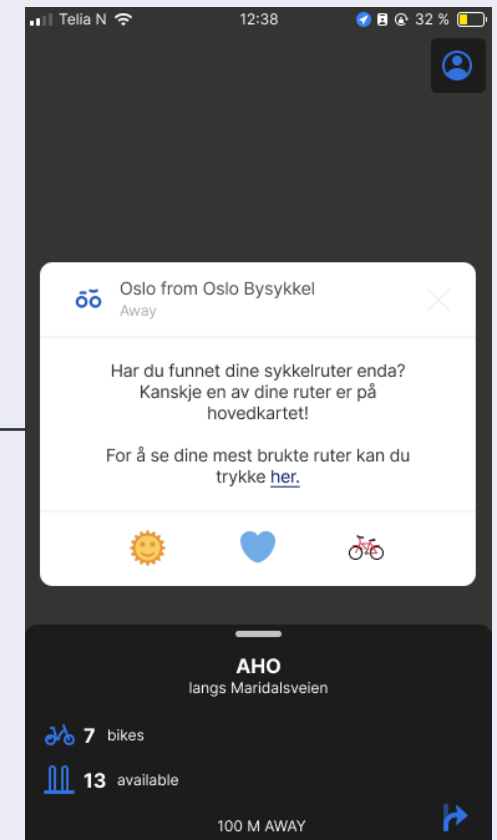 Telia N 12:38 32 %
Oslo from Oslo Bysykkel
Away
Har du funnet dine sykkelruter enda?
Kanskje en av dine ruter er på
hovedkartet!
For å se dine mest brukte ruter kan du
trykke her.
AHO
langs Maridalsveien
7 bikes
13 available
100 M AWAY